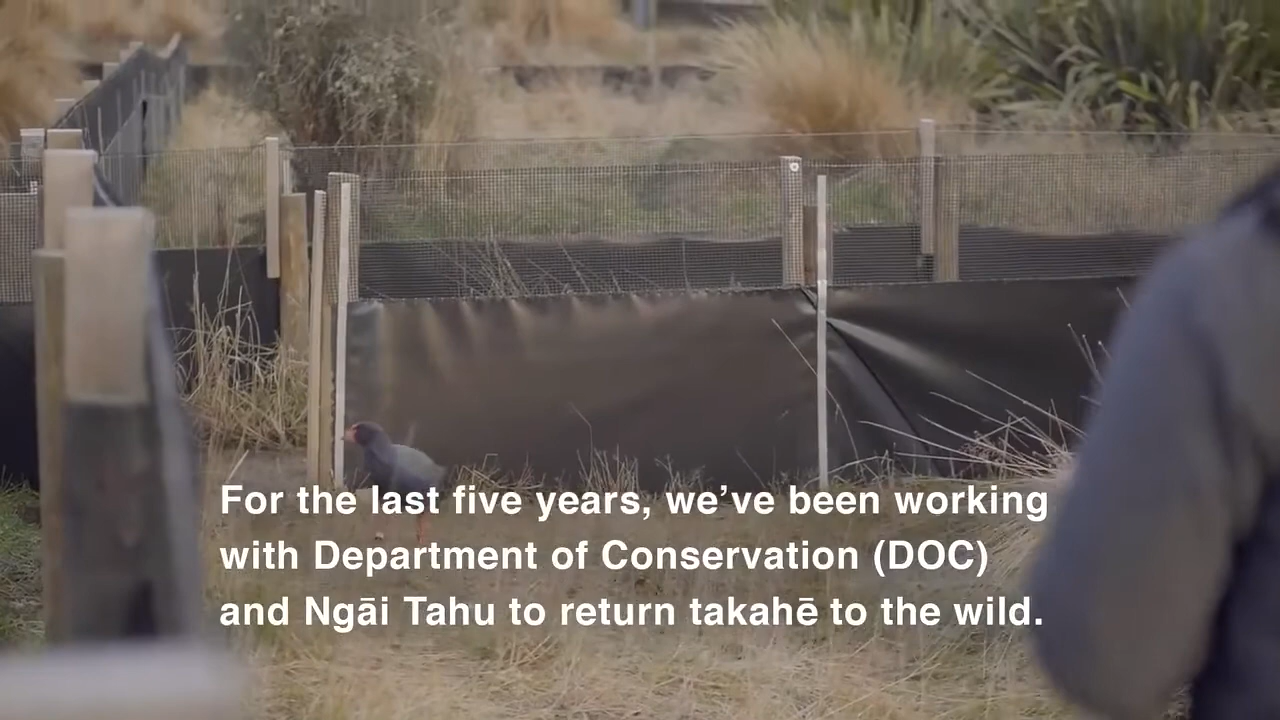 For the last five years, we’ve been working
with Department of Conservation (DOC)
and Ngāi Tahu to return takahē to the wild.